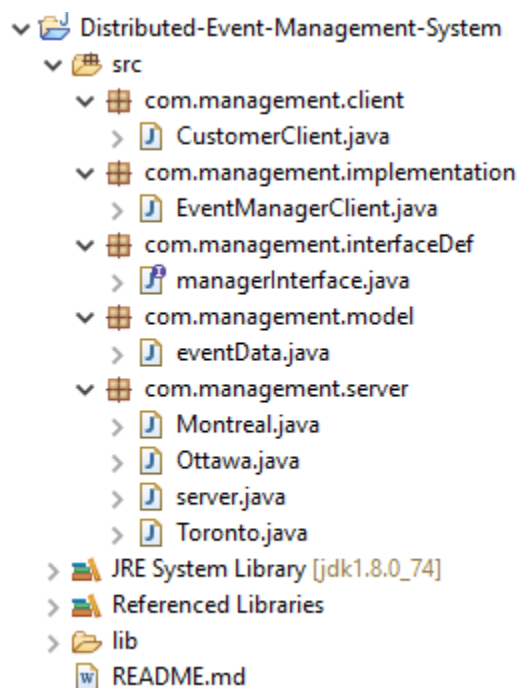 Distributed-Event-Management-System
src
com.management.client
CustomerClient.java
com.management.implementation
EventManagerClient.java
com.management.interfaceDef
managerInterface.java
com.management.model
eventData.java
com.management.server
Montreal.java
Ottawa.java
server.java
Toronto.java
JRE System Library [jdk1.8.0_74]
Referenced Libraries
lib
README.md